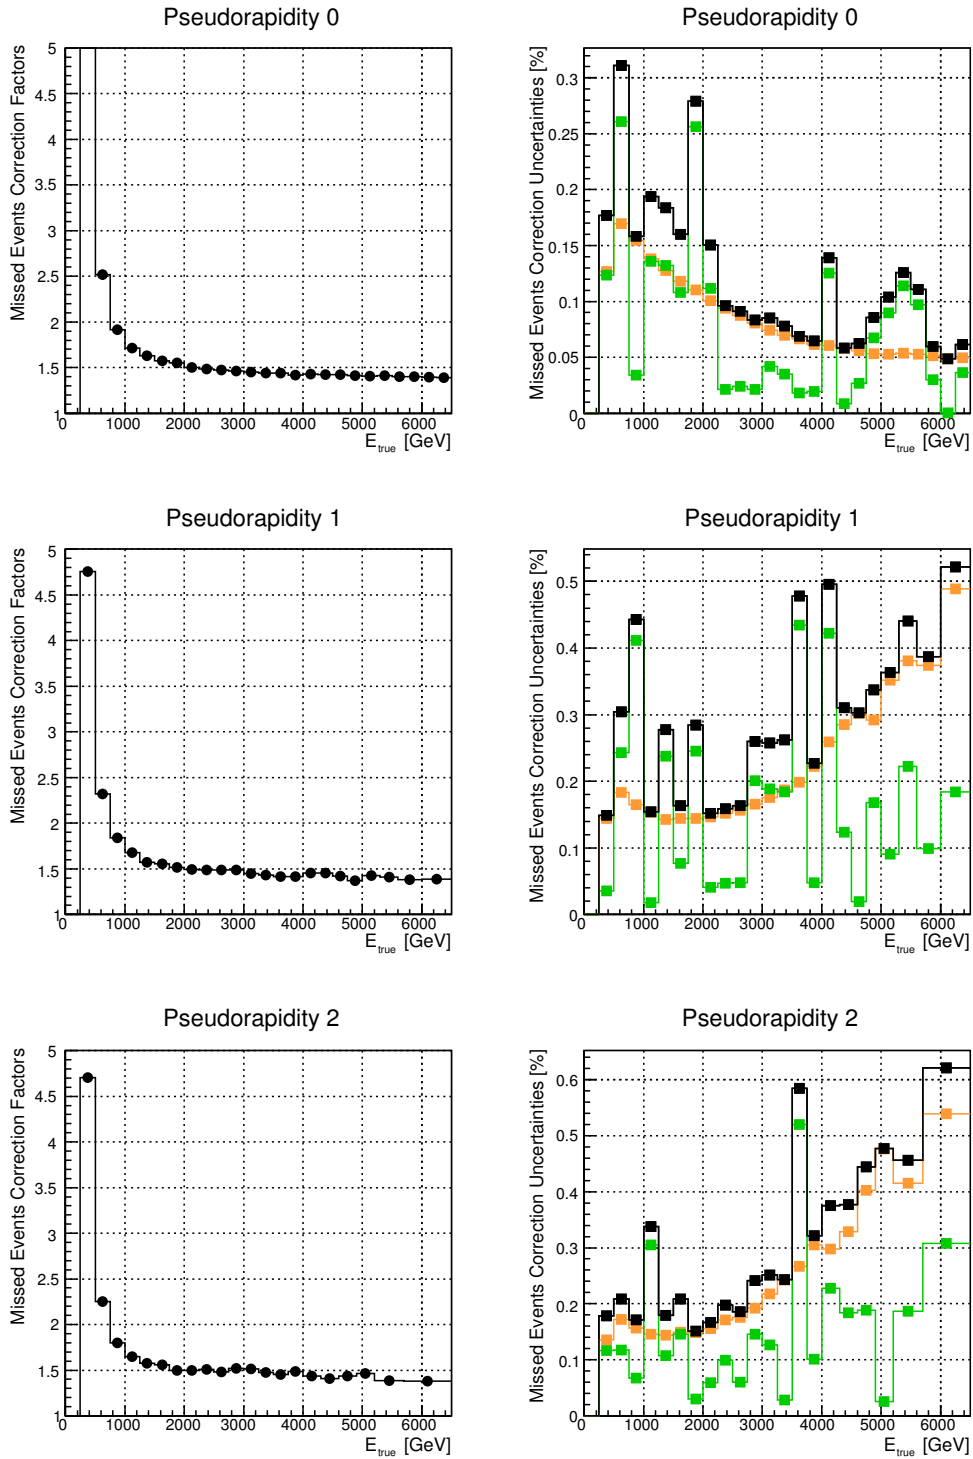 Pseudorapidity 0
Missed Events Correction Factors
5
4.5
4
3.5
3
2.5
2
1.5
1
0 1000 2000 3000 4000 5000 6000
E_true [GeV]
Pseudorapidity 0
Missed Events Correction Uncertainties [%]
0.3
0.25
0.2
0.15
0.1
0.05
0
0 1000 2000 3000 4000 5000 6000
E_true [GeV]
Pseudorapidity 1
Missed Events Correction Factors
5
4.5
4
3.5
3
2.5
2
1.5
1
0 1000 2000 3000 4000 5000 6000
E_true [GeV]
Pseudorapidity 1
Missed Events Correction Uncertainties [%]
0.5
0.4
0.3
0.2
0.1
0
0 1000 2000 3000 4000 5000 6000
E_true [GeV]
Pseudorapidity 2
Missed Events Correction Factors
5
4.5
4
3.5
3
2.5
2
1.5
1
0 1000 2000 3000 4000 5000 6000
E_true [GeV]
Pseudorapidity 2
Missed Events Correction Uncertainties [%]
0.6
0.5
0.4
0.3
0.2
0.1
0
0 1000 2000 3000 4000 5000 6000
E_true [GeV]